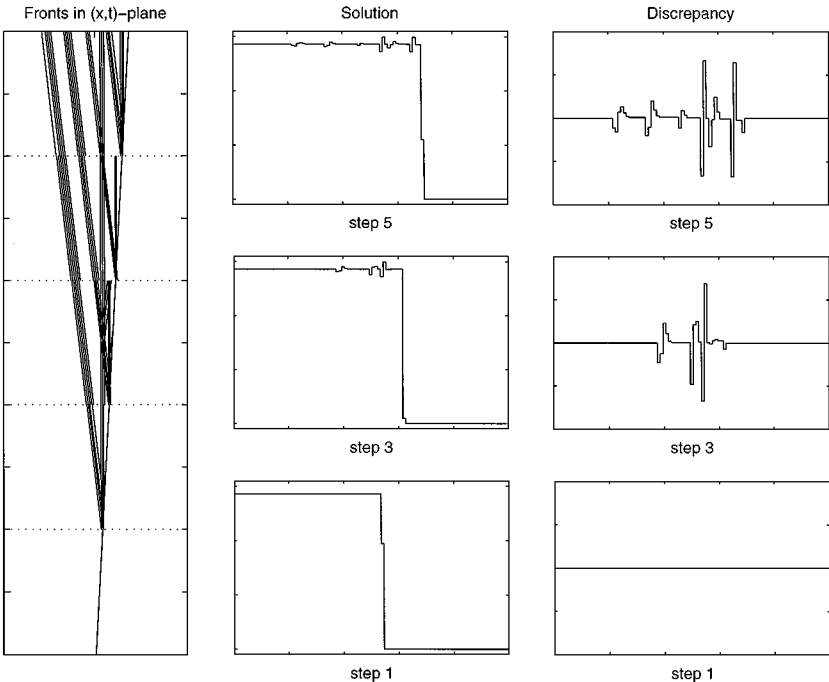 Fronts in (x,t)-plane
Solution
Discrepancy
step 5
step 5
step 3
step 3
step 1
step 1